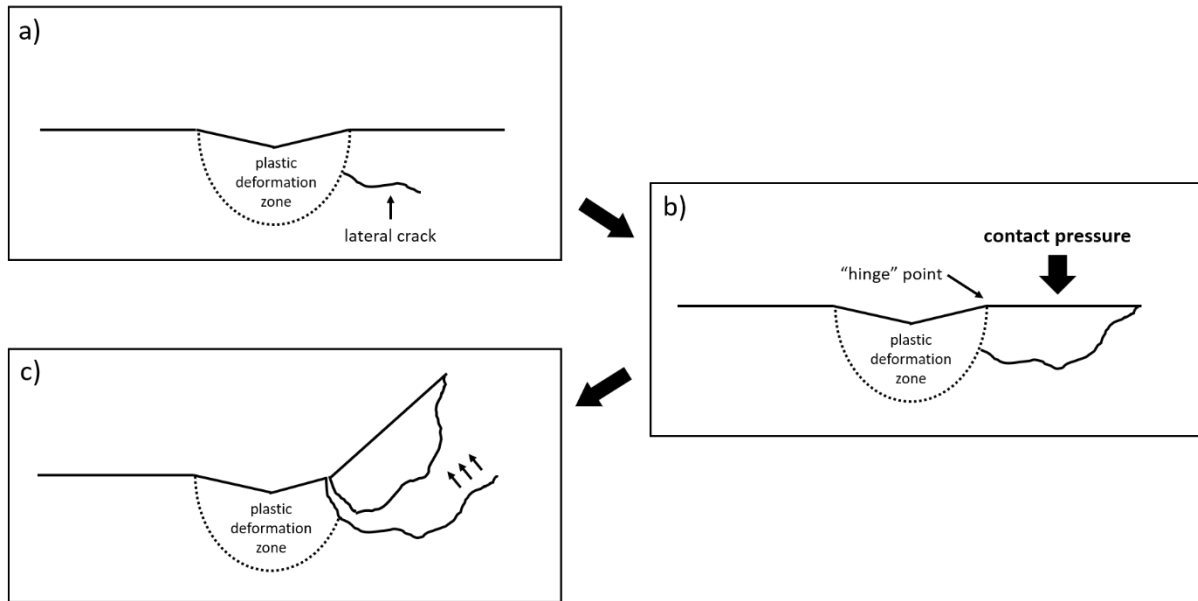 a)
plastic
deformation
zone
lateral crack
b)
contact pressure
“hinge” point
plastic
deformation
zone
c)
plastic
deformation
zone